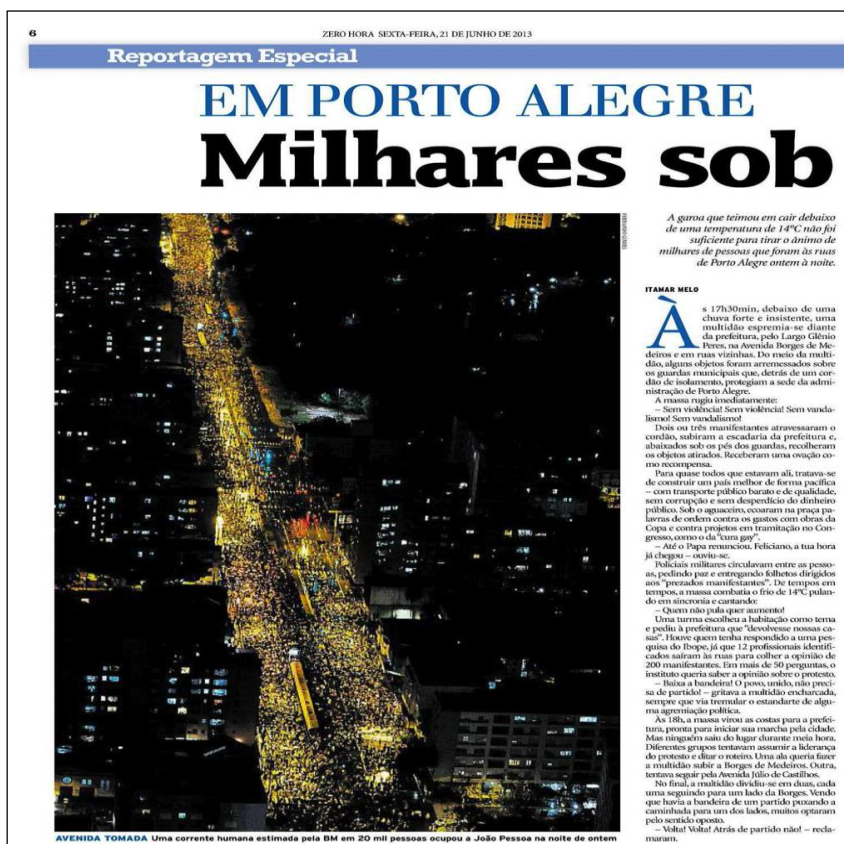 6
ZERO HORA SEXTA-FEIRA, 21 DE JUNHO DE 2013
Reportagem Especial
EM PORTO ALEGRE
Milhares sob
A garoa que teimou em cair debaixo
de uma temperatura de 14ºC não foi
suficiente para tirar o ânimo de
milhares de pessoas que foram às ruas
de Porto Alegre ontem à noite.
ITAMAR MELO
Às 17h30min, debaixo de uma
chuva forte e insistente, uma
multidão espremia-se diante
da prefeitura, pelo Largo Glênio
Peres, na Avenida Borges de Me-
deiros e em ruas vizinhas. Do meio da multi-
dão, alguns objetos foram arremessados sobre
os guardas municipais que, detrás de um cor-
dão de isolamento, protegiam a sede da admi-
nistração de Porto Alegre.
A massa rugiu imediatamente:
– Sem violência! Sem violência! Sem vanda-
lismo! Sem vandalismo!
Dois ou três manifestantes atravessaram o
cordão, subiram a escadaria da prefeitura e,
abaixados sob os pés dos guardas, recolheram
os objetos atirados. Receberam uma ovação co-
mo recompensa.
Para quase todos que estavam ali, tratava-se
de construir um país melhor de forma pacífica
– com transporte público barato e de qualidade,
sem corrupção e sem desperdício do dinheiro
público. Sob o aguaceiro, ecoaram na praça pa-
lavras de ordem contra os gastos com obras da
Copa e contra projetos em tramitação no Con-
gresso, como o da "cura gay".
– Até o Papa renunciou. Feliciano, a tua hora
já chegou – ouviu-se.
Policiais militares circulavam entre as pesso-
as, pedindo paz e entregando folhetos dirigidos
aos "prezados manifestantes". De tempos em
tempos, a massa combatia o frio de 14ºC pulan-
do em sincronia e cantando:
– Quem não pula quer aumento!
Uma turma escolheu a habitação como tema
e pediu à prefeitura que "devolvesse nossas ca-
sas". Houve quem tenha respondido a uma pes-
quisa do Ibope, já que 12 profissionais identifi-
cados saíram às ruas para colher a opinião de
200 manifestantes. Em mais de 50 perguntas, o
instituto queria saber a opinião sobre o protesto.
– Baixa a bandeira! O povo, unido, não preci-
sa de partido! – gritava a multidão encharcada,
sempre que via tremular o estandarte de algu-
ma agremiação política.
Às 18h, a massa virou as costas para a prefei-
tura, pronta para iniciar sua marcha pela cidade.
Mas ninguém saiu do lugar durante meia hora.
Diferentes grupos tentavam assumir a liderança
do protesto e ditar o roteiro. Uma ala queria fazer
a multidão subir a Borges de Medeiros. Outra,
tentava seguir pela Avenida Júlio de Castilhos.
No final, a multidão dividiu-se em duas, cada
uma seguindo para um lado da Borges. Vendo
que havia a bandeira de um partido puxando a
caminhada para um dos lados, muitos optaram
pelo sentido oposto.
– Volta! Volta! Atrás de partido não! – recla-
maram.
AVENIDA TOMADA Uma corrente humana estimada pela BM em 20 mil pessoas ocupou a João Pessoa na noite de ontem